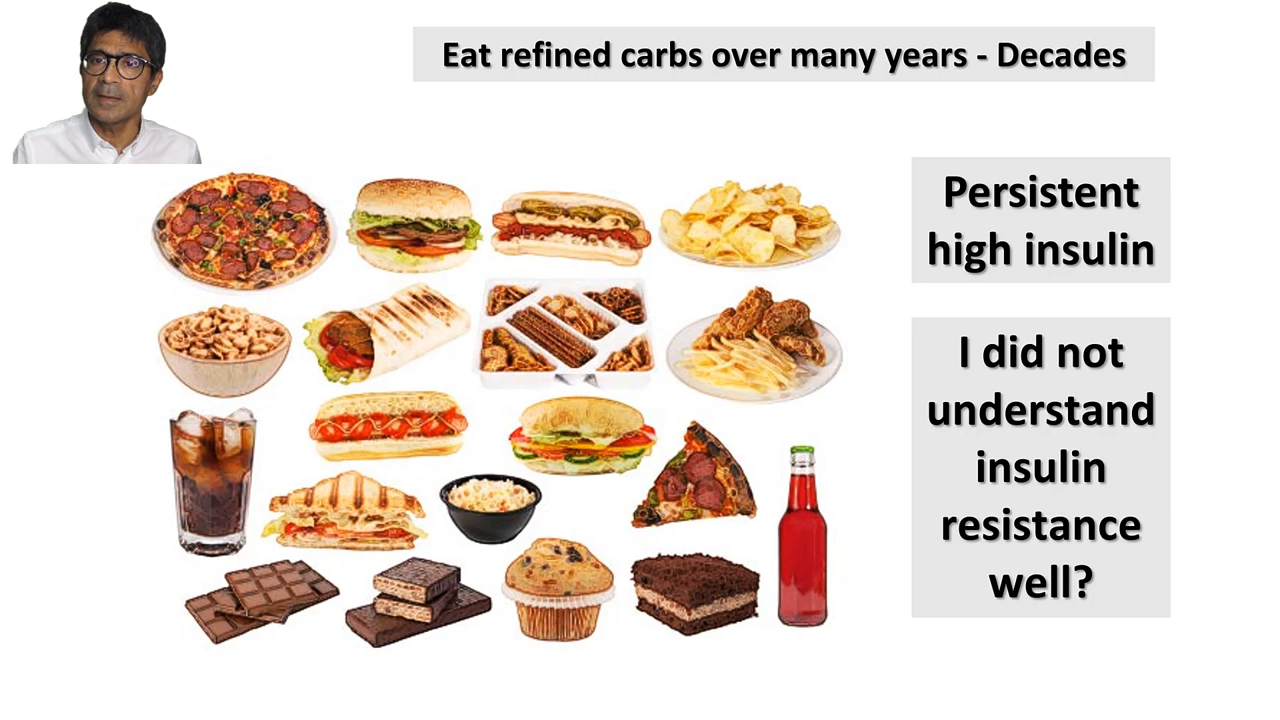 Eat refined carbs over many years - Decades
Persistent
high insulin
I did not
understand
insulin
resistance
well?